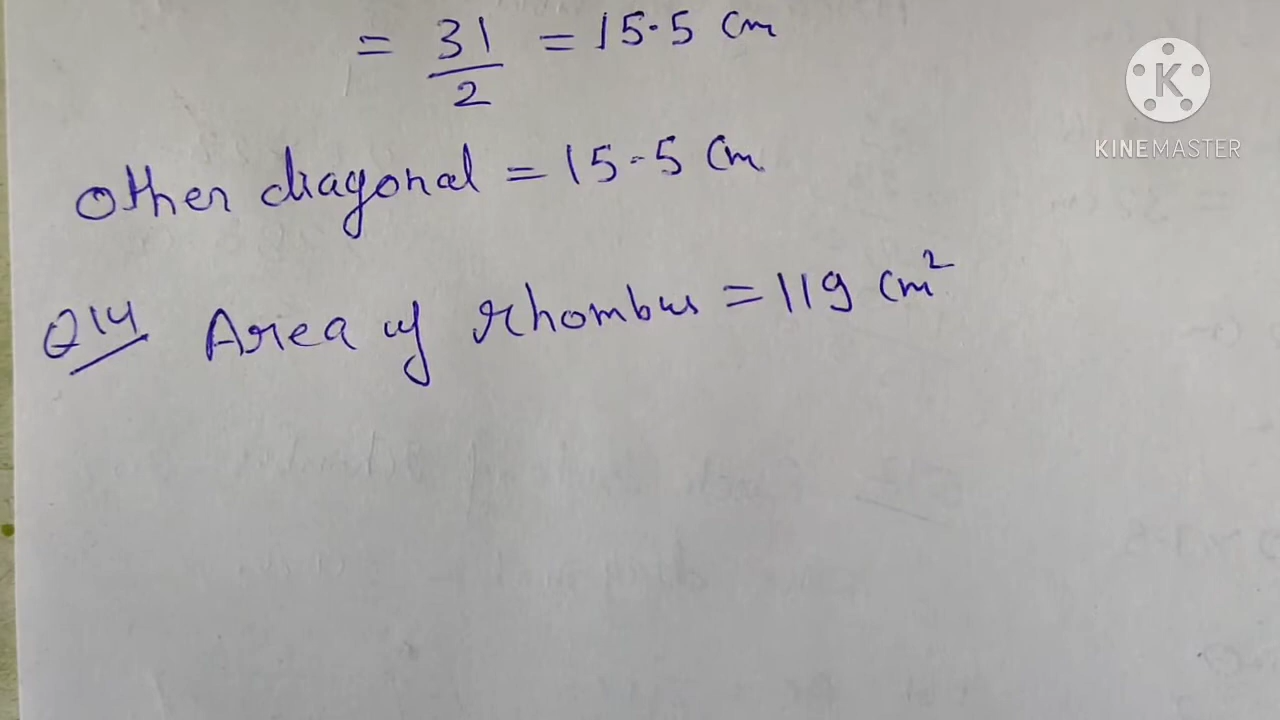 = 31/2 = 15.5 cm
KINEMASTER
Other diagonal = 15.5 cm
Q14 Area of rhombus = 119 cm²